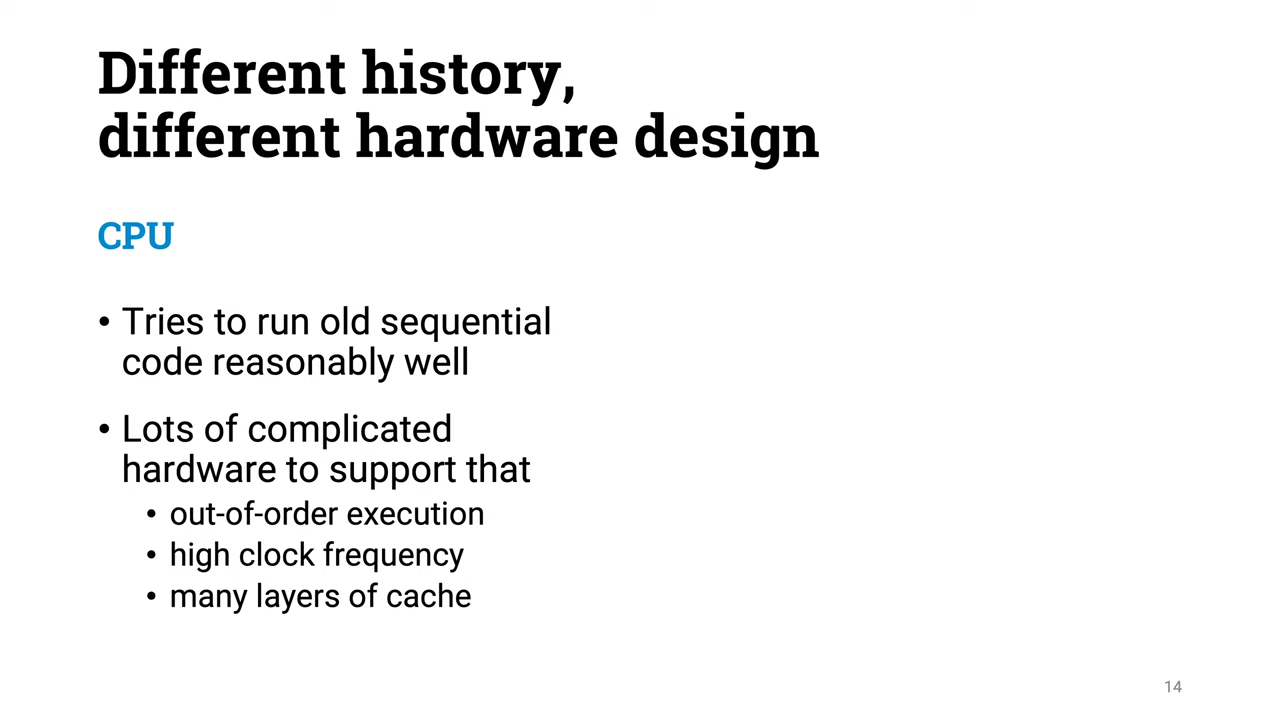 Different history,
different hardware design
CPU
• Tries to run old sequential
code reasonably well
• Lots of complicated
hardware to support that
• out-of-order execution
• high clock frequency
• many layers of cache
14